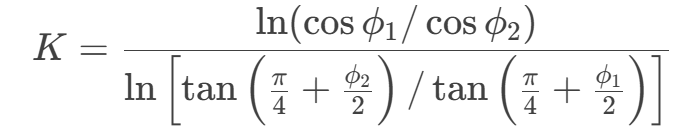 K = ln(cos ϕ₁/ cos ϕ₂) / ln [tan (π/4 + ϕ₂/2) / tan (π/4 + ϕ₁/2)]